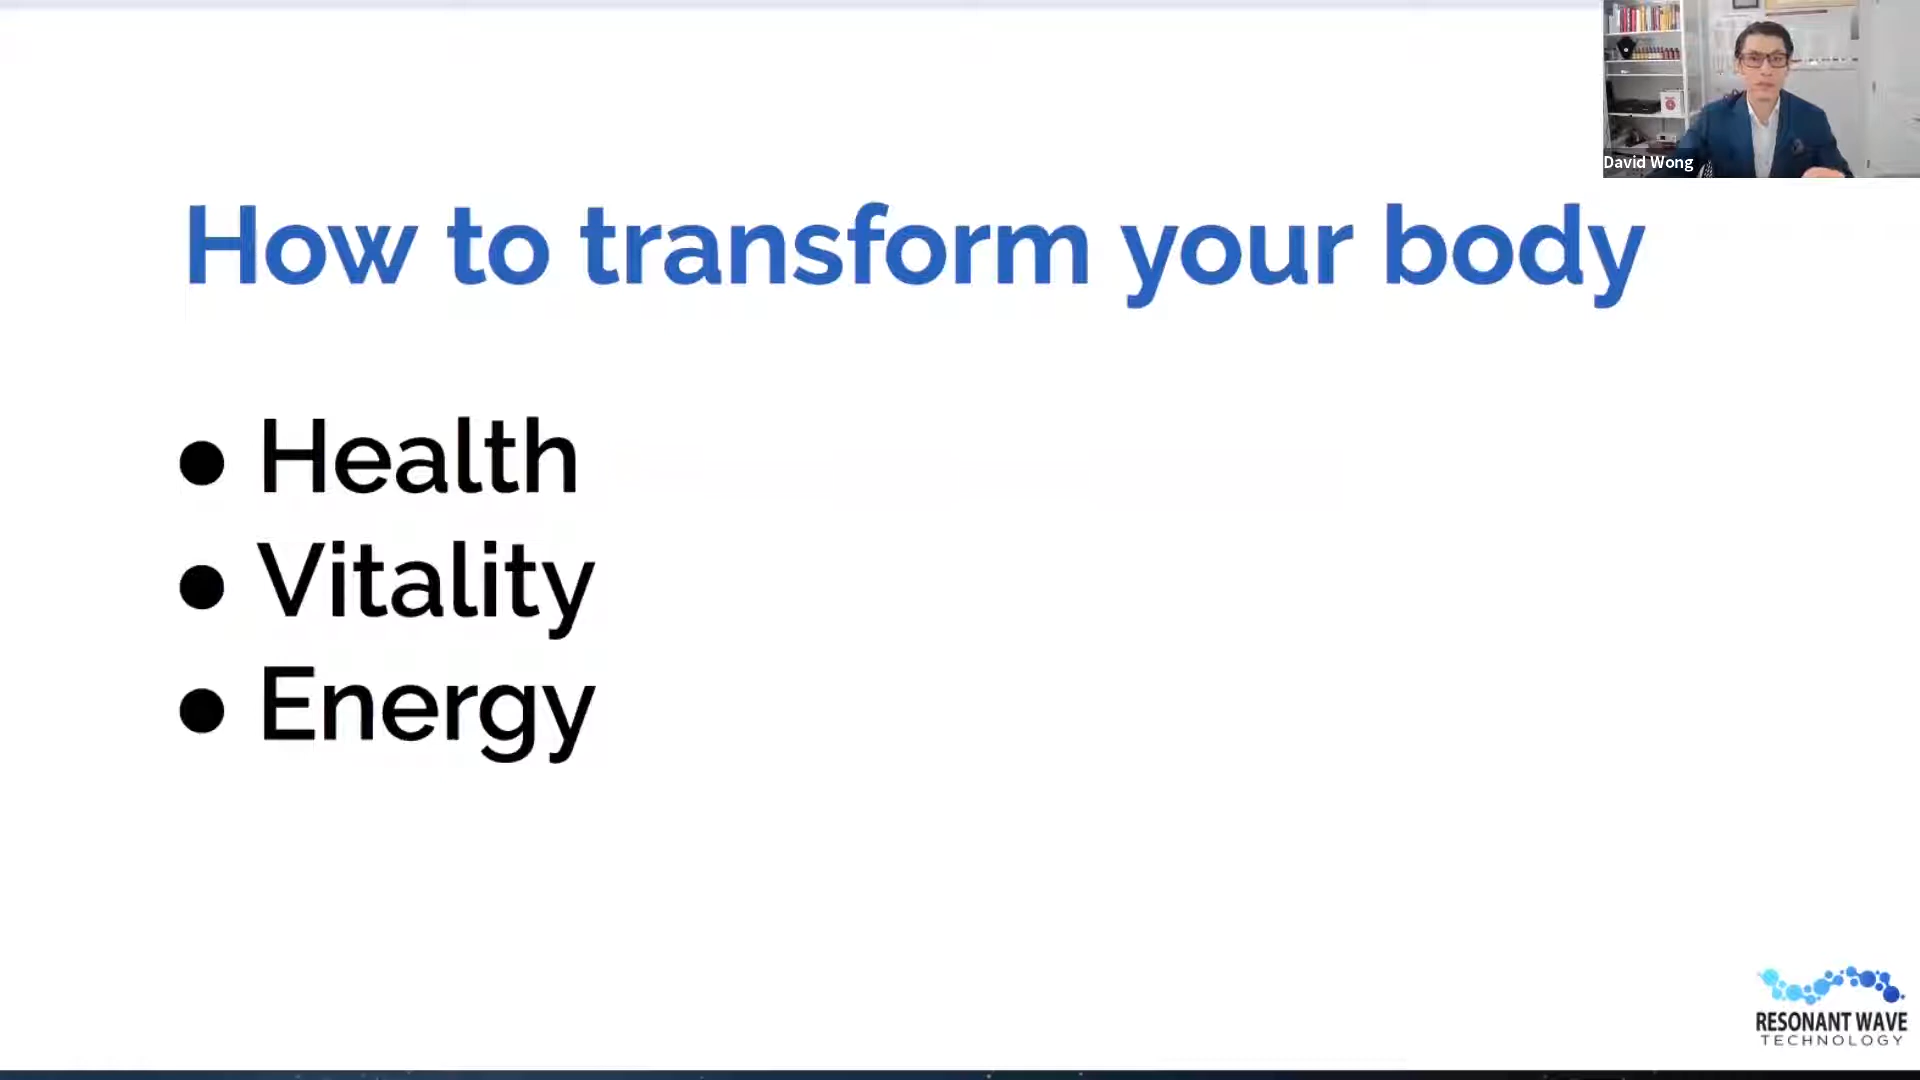 David Wong
How to transform your body
● Health
● Vitality
● Energy
RESONANT WAVE
TECHNOLOGY